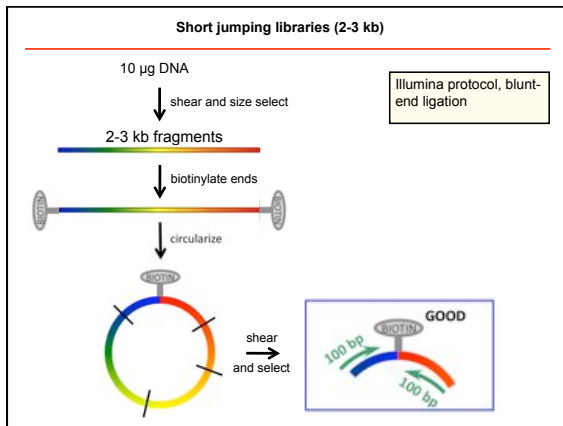 Short jumping libraries (2-3 kb)
10 µg DNA
Illumina protocol, blunt-
end ligation
shear and size select
2-3 kb fragments
biotinylate ends
BIOTIN
BIOTIN
circularize
BIOTIN
shear
and select
GOOD
BIOTIN
100 bp
100 bp